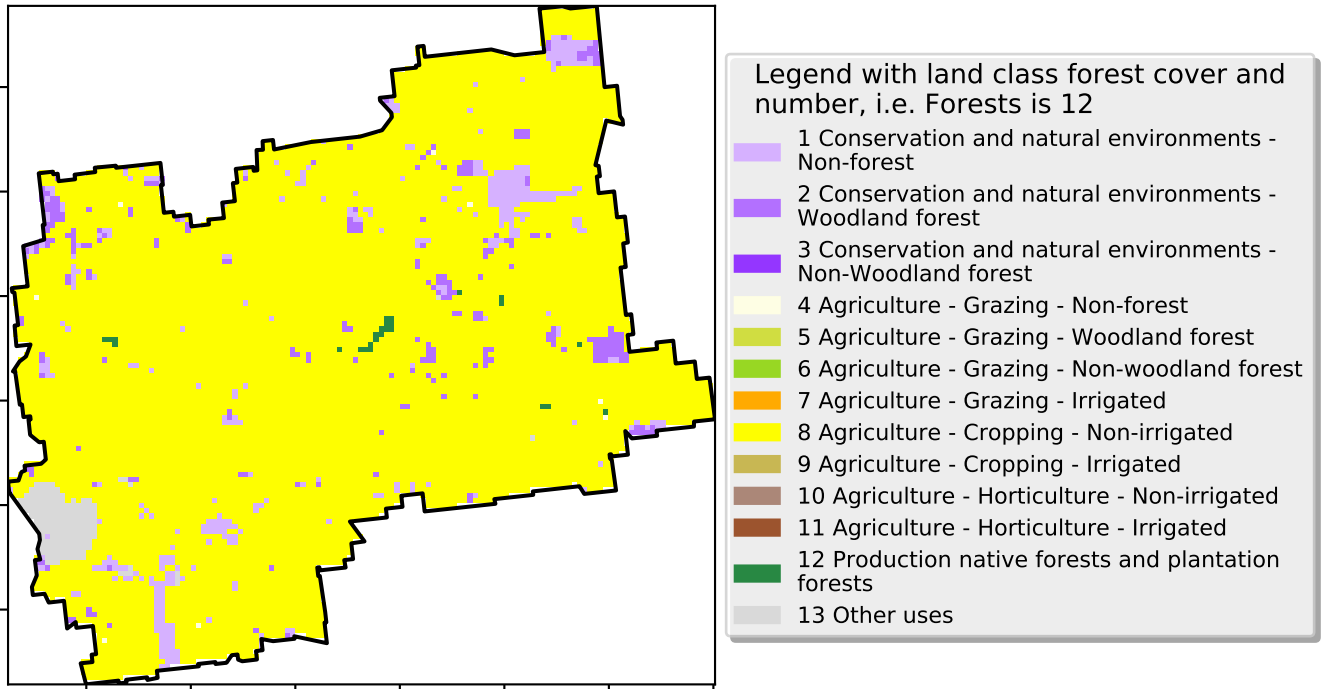 Legend with land class forest cover and
number, i.e. Forests is 12
1 Conservation and natural environments -
Non-forest
2 Conservation and natural environments -
Woodland forest
3 Conservation and natural environments -
Non-Woodland forest
4 Agriculture - Grazing - Non-forest
5 Agriculture - Grazing - Woodland forest
6 Agriculture - Grazing - Non-woodland forest
7 Agriculture - Grazing - Irrigated
8 Agriculture - Cropping - Non-irrigated
9 Agriculture - Cropping - Irrigated
10 Agriculture - Horticulture - Non-irrigated
11 Agriculture - Horticulture - Irrigated
12 Production native forests and plantation
forests
13 Other uses